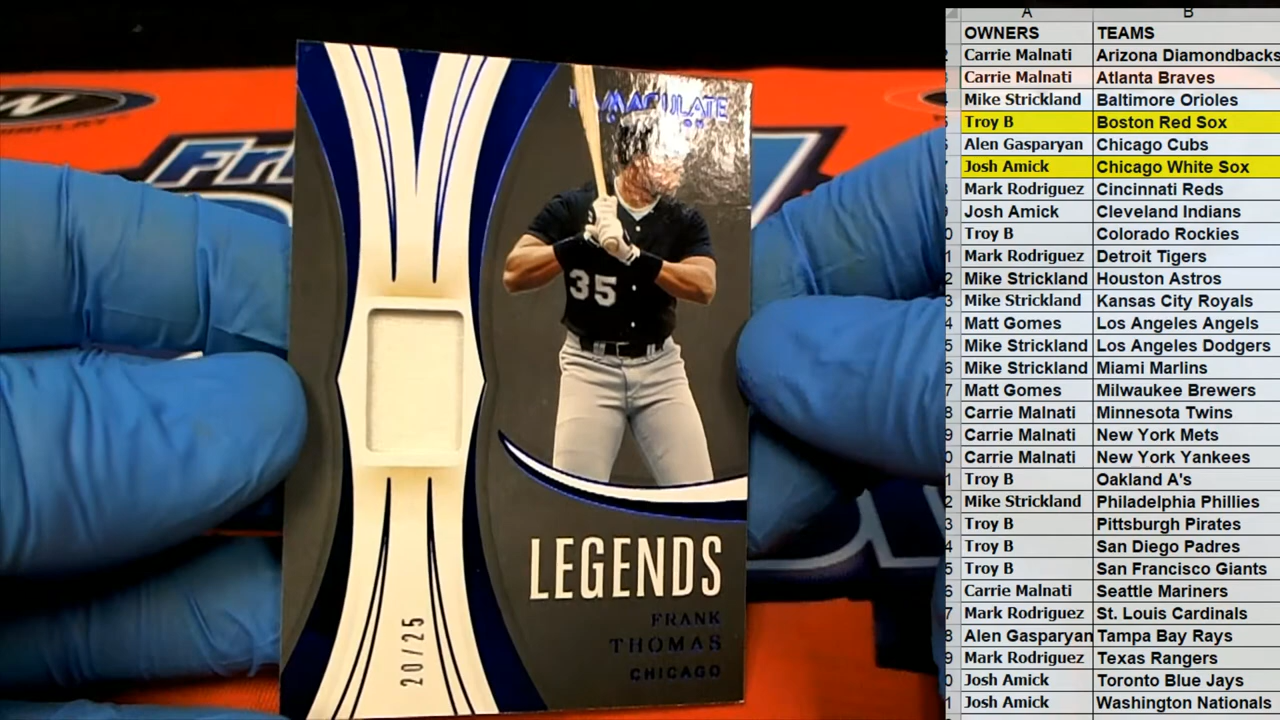 IMMACULATE
35
LEGENDS
FRANK
THOMAS
CHICAGO
20/25
A B
OWNERS TEAMS
Carrie Malnati Arizona Diamondbacks
Carrie Malnati Atlanta Braves
Mike Strickland Baltimore Orioles
Troy B Boston Red Sox
Alen Gasparyan Chicago Cubs
Josh Amick Chicago White Sox
Mark Rodriguez Cincinnati Reds
Josh Amick Cleveland Indians
Troy B Colorado Rockies
Mark Rodriguez Detroit Tigers
Mike Strickland Houston Astros
Mike Strickland Kansas City Royals
Matt Gomes Los Angeles Angels
Mike Strickland Los Angeles Dodgers
Mike Strickland Miami Marlins
Matt Gomes Milwaukee Brewers
Carrie Malnati Minnesota Twins
Carrie Malnati New York Mets
Carrie Malnati New York Yankees
Troy B Oakland A's
Mike Strickland Philadelphia Phillies
Troy B Pittsburgh Pirates
Troy B San Diego Padres
Troy B San Francisco Giants
Carrie Malnati Seattle Mariners
Mark Rodriguez St. Louis Cardinals
Alen Gasparyan Tampa Bay Rays
Mark Rodriguez Texas Rangers
Josh Amick Toronto Blue Jays
Josh Amick Washington Nationals